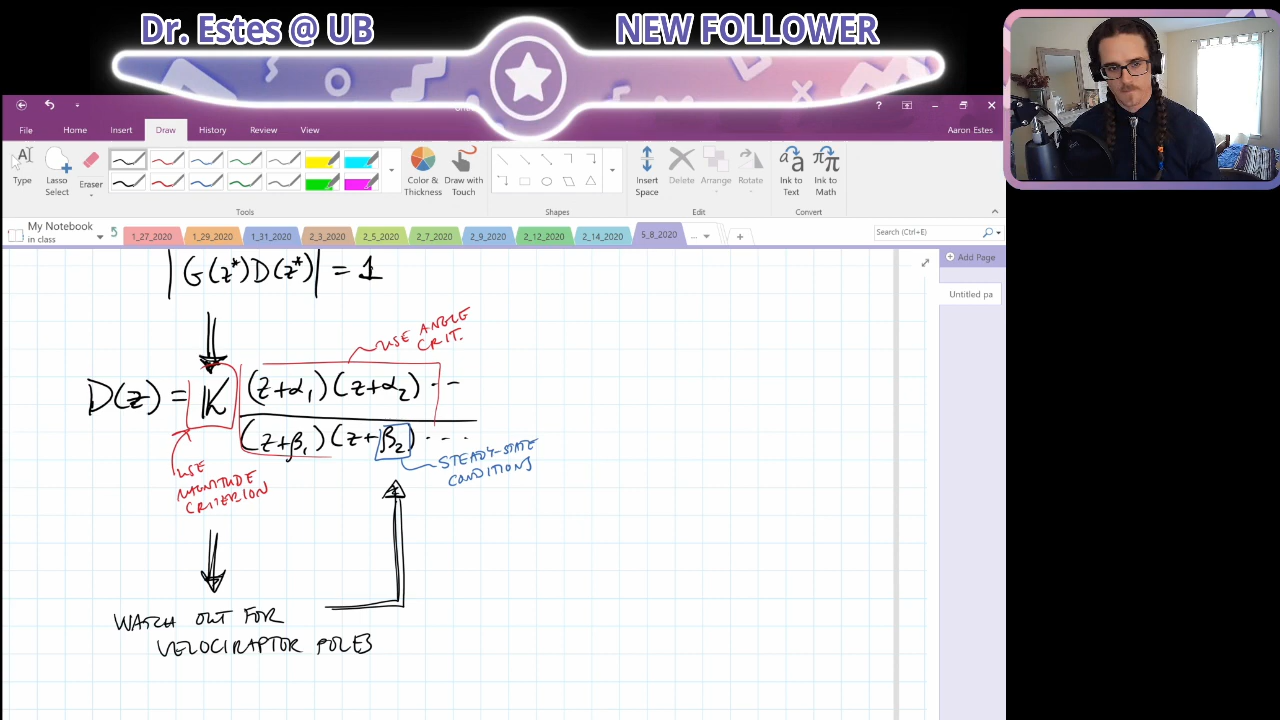 Dr. Estes @ UB
NEW FOLLOWER
File
Home
Insert
Draw
History
Review
View
Aaron Estes
Type
Lasso Select
Eraser
Color & Thickness
Draw with Touch
Insert Space
Delete
Arrange
Rotate
Ink to Text
Ink to Math
Tools
Shapes
Edit
Convert
My Notebook
in class
1_27_2020
1_29_2020
1_31_2020
2_3_2020
2_5_2020
2_7_2020
2_9_2020
2_12_2020
2_14_2020
5_8_2020
...
Search (Ctrl+E)
Add Page
Untitled pa
|G(z*)D(z*)| = 1
USE ANGLE
CRIT.
D(z) = K (z+α₁)(z+α₂)···
(z+β₁)(z+β₂)····
STEADY-STATE
CONDITIONS
USE
MAGNITUDE
CRITERION
WATCH OUT FOR
VELOCIRAPTOR POLES